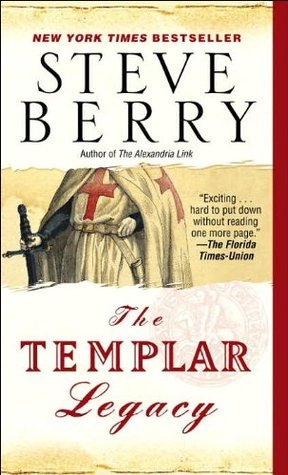 NEW YORK TIMES BESTSELLER
STEVE
BERRY
Author of The Alexandria Link
“Exciting . . .
hard to put down
without reading
one more page.”
—The Florida
Times-Union
The
TEMPLAR
Legacy